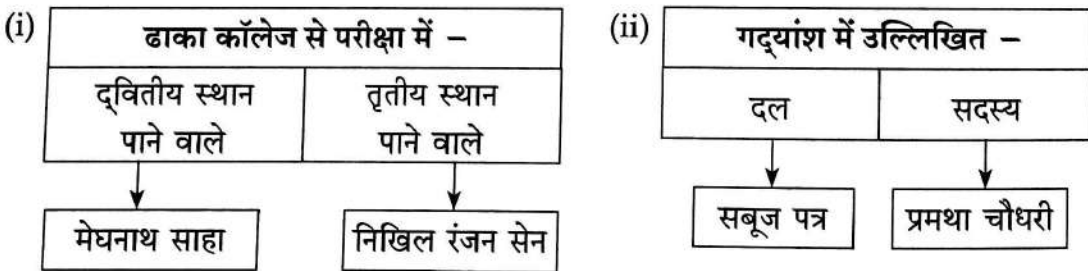 (i)
ढाका कॉलेज से परीक्षा में –
द्‌वितीय स्थान
पाने वाले
तृतीय स्थान
पाने वाले
मेघनाथ साहा
निखिल रंजन सेन
(ii)
गद्‌यांश में उल्लिखित –
दल
सदस्य
सबूज पत्र
प्रमथा चौधरी